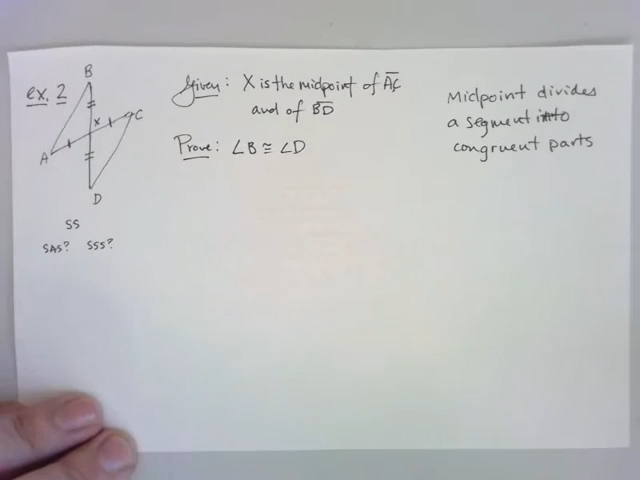 ex. 2
B
C
x
A
D
SS
SAS? SSS?
Given: X is the midpoint of AC
and of BD
Prove: ∠B ≅ ∠D
Midpoint divides
a segment into
congruent parts